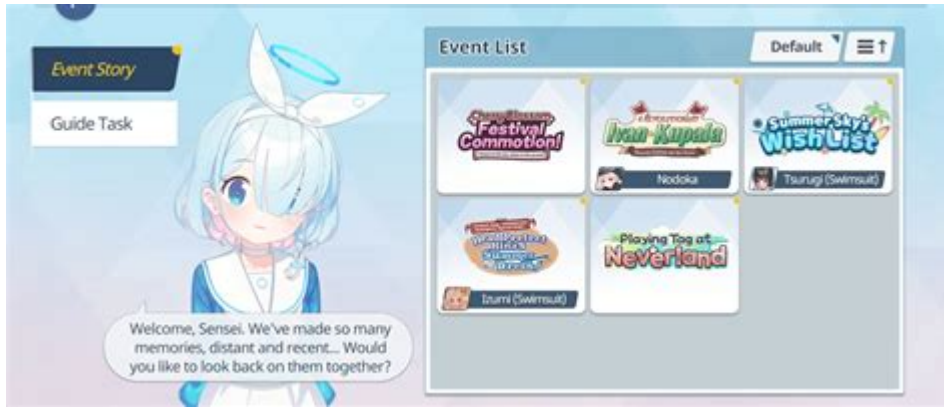 Event Story
Guide Task
Welcome, Sensei. We've made so many
memories, distant and recent... Would
you like to look back on them together?
Event List
Default
Festival
Commotion!
Ivan Kupala
Nodoka
Summer Sky's
Wishlist
Tsurugi (Swimsuit)
Izumi (Swimsuit)
Playing Tag at
Neverland